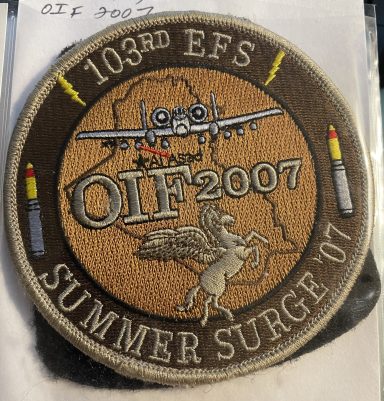 OIF 2007
103RD EFS
Al Asad
OIF 2007
SUMMER SURGE '07